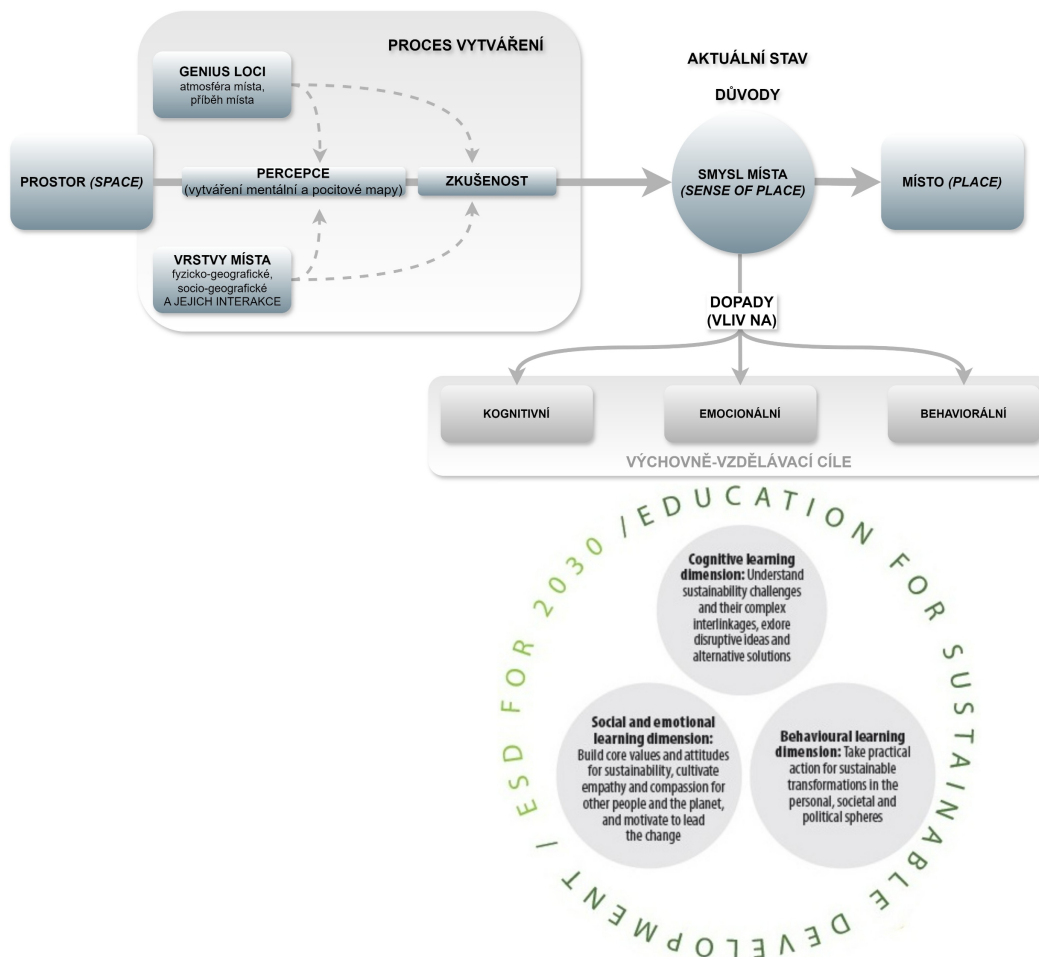 PROCES VYTVÁŘENÍ
GENIUS LOCI
atmosféra místa,
příběh místa
PROSTOR (SPACE)
PERCEPCE
(vytváření mentální a pocitové mapy)
ZKUŠENOST
VRSTVY MÍSTA
fyzicko-geografické,
socio-geografické
A JEJICH INTERAKCE
AKTUÁLNÍ STAV
DŮVODY
SMYSL MÍSTA
(SENSE OF PLACE)
MÍSTO (PLACE)
DOPADY
(VLIV NA)
KOGNITIVNÍ
EMOCIONÁLNÍ
BEHAVIORÁLNÍ
VÝCHOVNĚ-VZDĚLÁVACÍ CÍLE
ESD FOR 2030 / EDUCATION FOR SUSTAINABLE DEVELOPMENT /
Cognitive learning
dimension: Understand
sustainability challenges
and their complex
interlinkages, exlore
disruptive ideas and
alternative solutions
Social and emotional
learning dimension:
Build core values and attitudes
for sustainability, cultivate
empathy and compassion for
other people and the planet,
and motivate to lead
the change
Behavioural learning
dimension: Take practical
action for sustainable
transformations in the
personal, societal and
political spheres